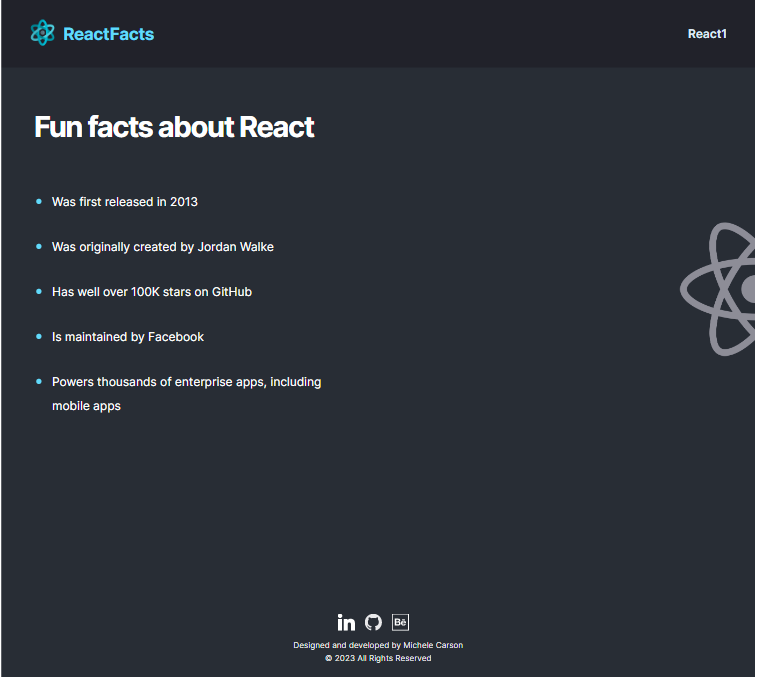 ReactFacts
React1
Fun facts about React
Was first released in 2013
Was originally created by Jordan Walke
Has well over 100K stars on GitHub
Is maintained by Facebook
Powers thousands of enterprise apps, including
mobile apps
in Bē
Designed and developed by Michele Carson
© 2023 All Rights Reserved